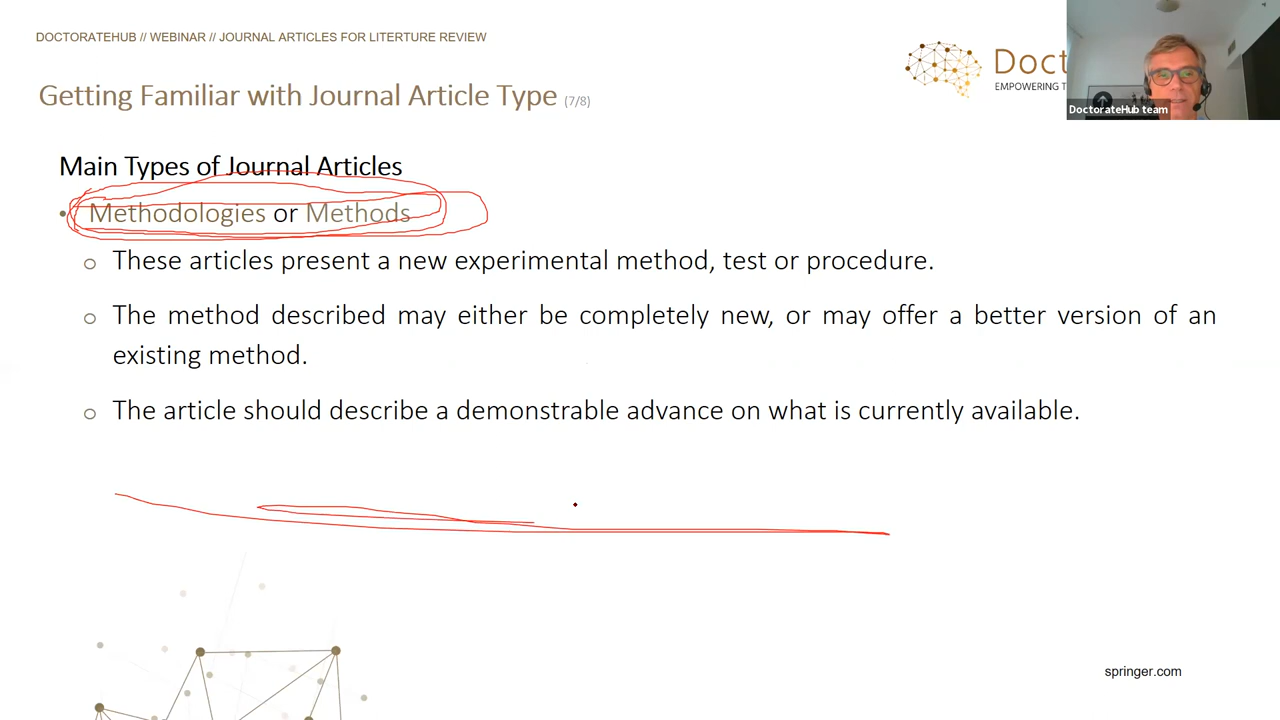 DOCTORATEHUB // WEBINAR // JOURNAL ARTICLES FOR LITERTURE REVIEW
Doct
EMPOWERING T
DoctorateHub team
Getting Familiar with Journal Article Type (7/8)
Main Types of Journal Articles
• Methodologies or Methods
o These articles present a new experimental method, test or procedure.
o The method described may either be completely new, or may offer a better version of an
existing method.
o The article should describe a demonstrable advance on what is currently available.
springer.com